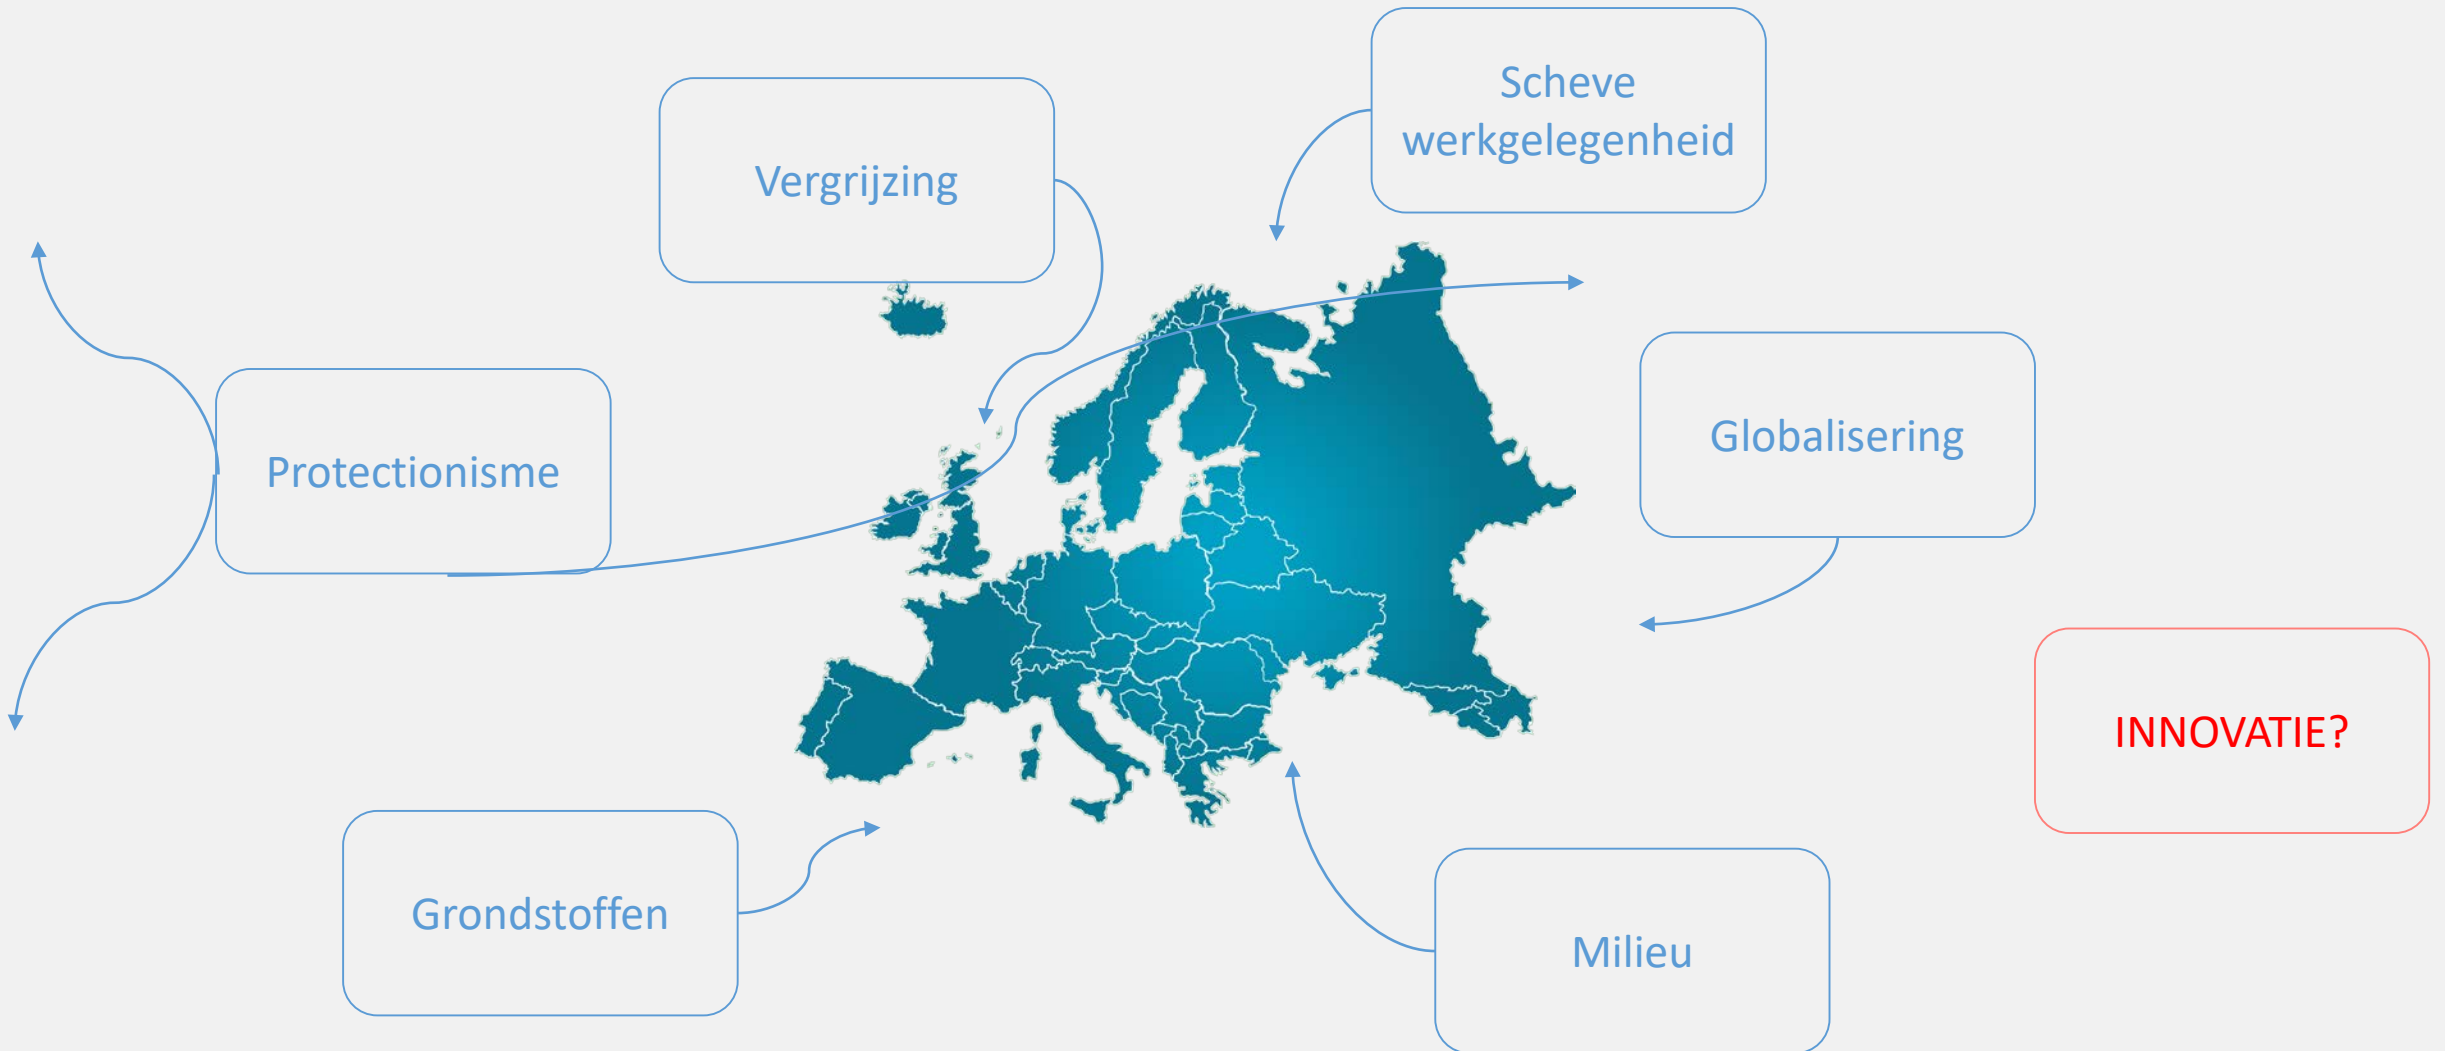 Scheve
werkgelegenheid
Vergrijzing
Globalisering
Protectionisme
INNOVATIE?
Grondstoffen
Milieu